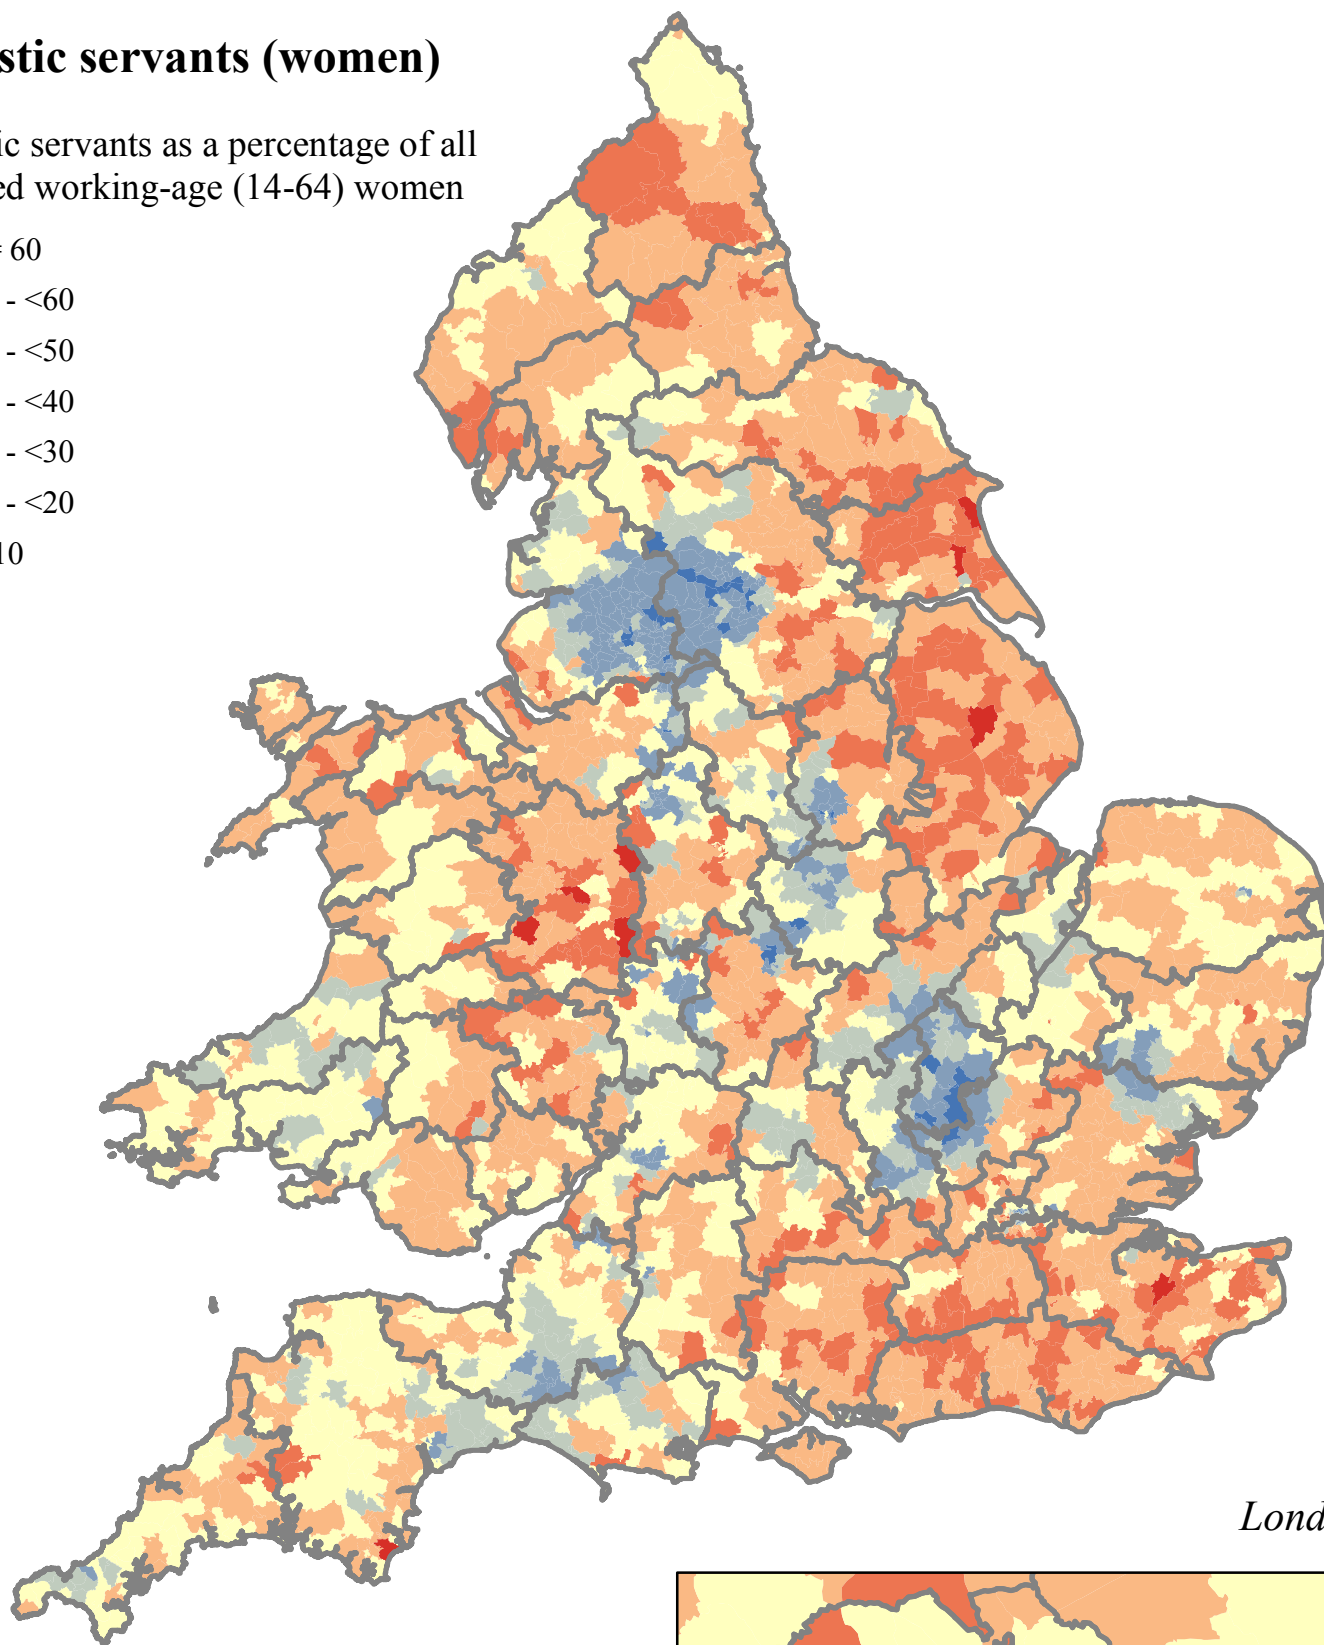 stic servants (women)
ic servants as a percentage of all
ed working-age (14-64) women
= 60
- <60
- <50
- <40
- <30
- <20
10
Lond